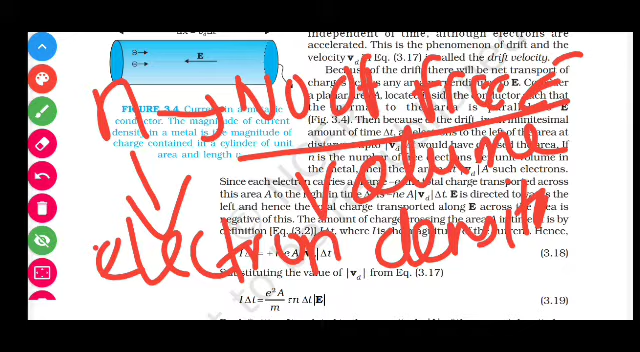 Δx = v_d Δt
E
FIGURE 3.4 Current in a metallic
conductor. The magnitude of current
density in a metal is the magnitude of
charge contained in a cylinder of unit
area and length
independent of time, although electrons are
accelerated. This is the phenomenon of drift and the
velocity v_d in Eq. (3.17) is called the drift velocity.
Because of the drift, there will be net transport of
charges across any area perpendicular to E. Consider
a planar area A, located inside the conductor such that
the normal to the area is parallel to E
(Fig. 3.4). Then because of the drift, in an infinitesimal
amount of time Δt, all electrons to the left of the area at
distances upto |v_d|Δt would have crossed the area. If
n is the number of free electrons per unit volume in
the metal, then there are n Δt |v_d|A such electrons.
Since each electron carries a charge –e, the total charge transported across
this area A to the right in time Δt is –ne A|v_d|Δt. E is directed towards the
left and hence the total charge transported along E across the area is
negative of this. The amount of charge crossing the area A in time Δt is by
definition [Eq. (3.2)] I Δt, where I is the magnitude of the current. Hence,
I Δt = + n e A |v_d| Δt (3.18)
Substituting the value of |v_d| from Eq. (3.17)
I Δt = e² A / m τ n Δt |E| (3.19)
n → No of free e–
volume
electron density